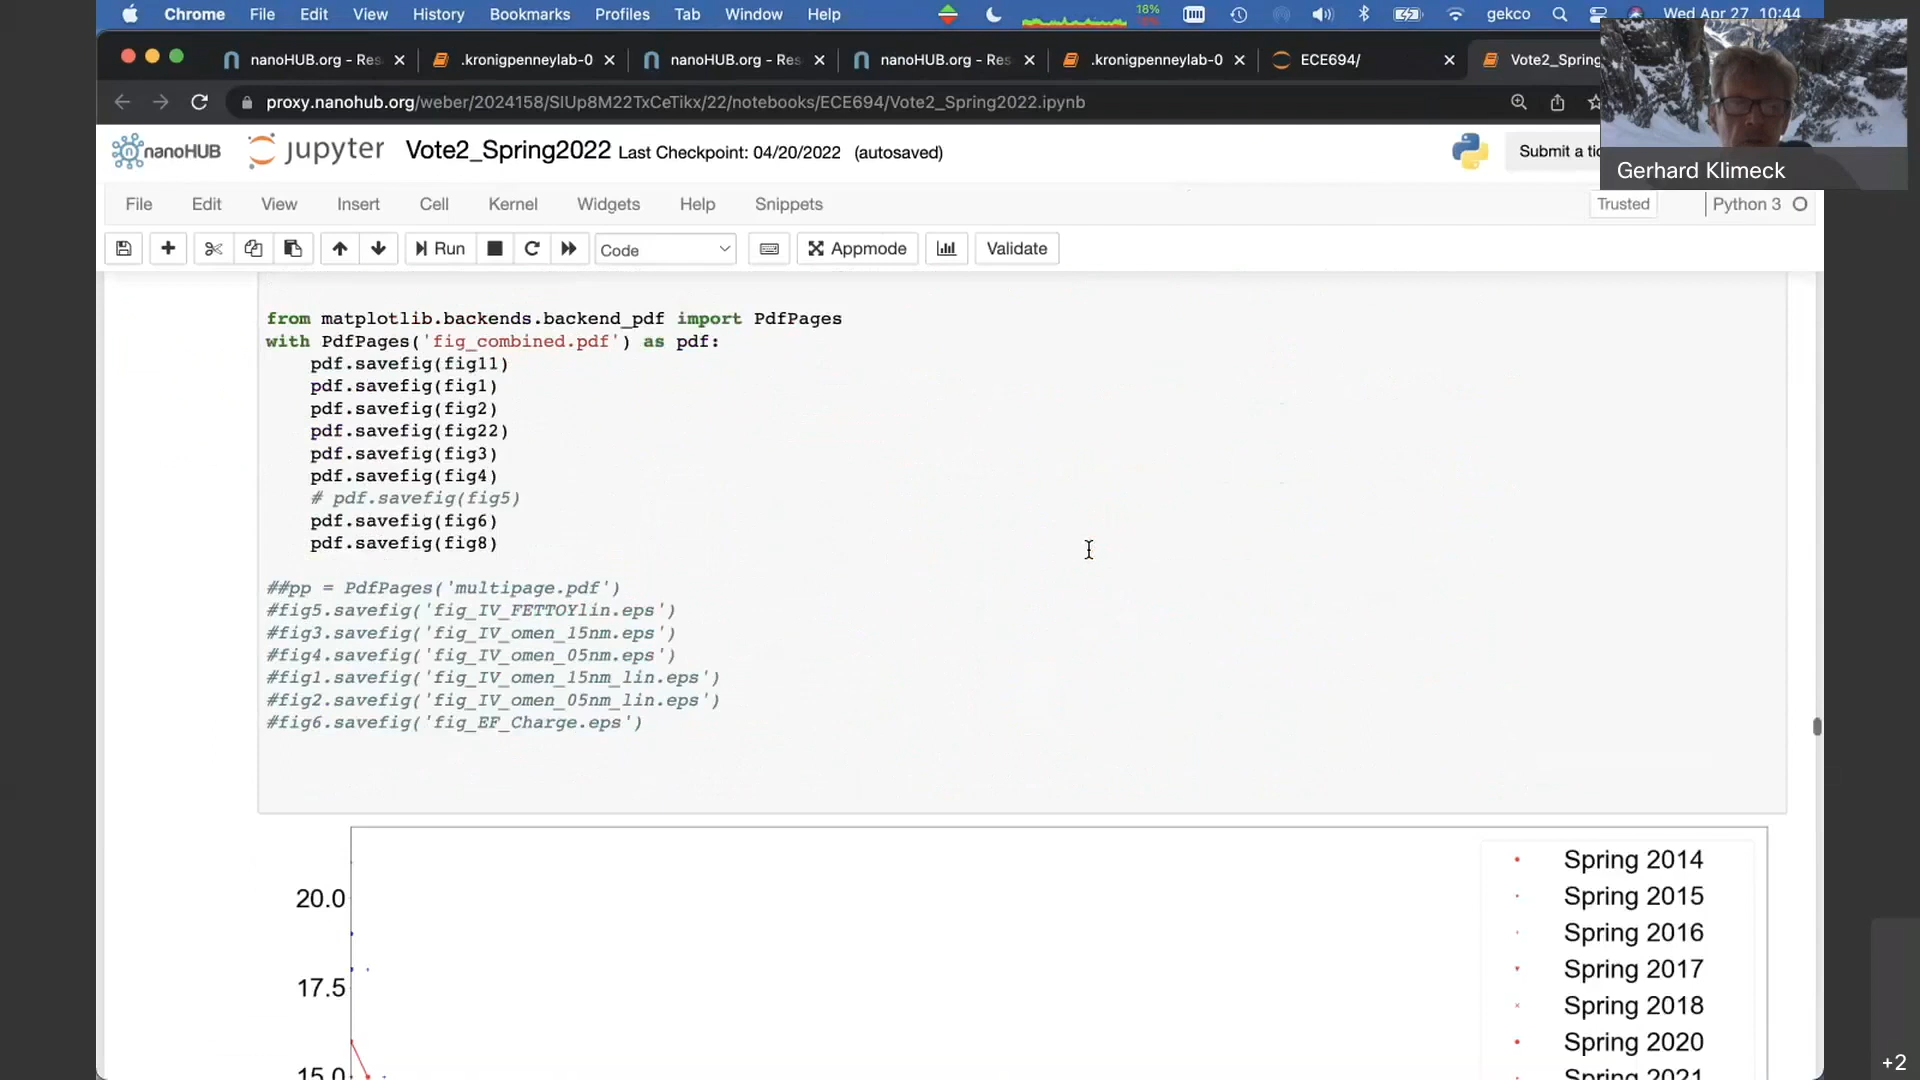 Chrome File Edit View History Bookmarks Profiles Tab Window Help 18% gekco Wed Apr 27 10:44
nanoHUB.org - Res .kronigpenneylab-0 nanoHUB.org - Res nanoHUB.org - Res .kronigpenneylab-0 ECE694/ Vote2_Spring
proxy.nanohub.org/weber/2024158/SIUp8M22TxCeTikx/22/notebooks/ECE694/Vote2_Spring2022.ipynb
nanoHUB jupyter Vote2_Spring2022 Last Checkpoint: 04/20/2022 (autosaved) Submit a tic
Gerhard Klimeck
File Edit View Insert Cell Kernel Widgets Help Snippets Trusted Python 3
Run Code Appmode Validate
from matplotlib.backends.backend_pdf import PdfPages
with PdfPages('fig_combined.pdf') as pdf:
    pdf.savefig(fig11)
    pdf.savefig(fig1)
    pdf.savefig(fig2)
    pdf.savefig(fig22)
    pdf.savefig(fig3)
    pdf.savefig(fig4)
    # pdf.savefig(fig5)
    pdf.savefig(fig6)
    pdf.savefig(fig8)
##pp = PdfPages('multipage.pdf')
#fig5.savefig('fig_IV_FETTOYlin.eps')
#fig3.savefig('fig_IV_omen_15nm.eps')
#fig4.savefig('fig_IV_omen_05nm.eps')
#fig1.savefig('fig_IV_omen_15nm_lin.eps')
#fig2.savefig('fig_IV_omen_05nm_lin.eps')
#fig6.savefig('fig_EF_Charge.eps')
Spring 2014
20.0
Spring 2015
Spring 2016
Spring 2017
17.5
Spring 2018
Spring 2020
15.0
Spring 2021
+2